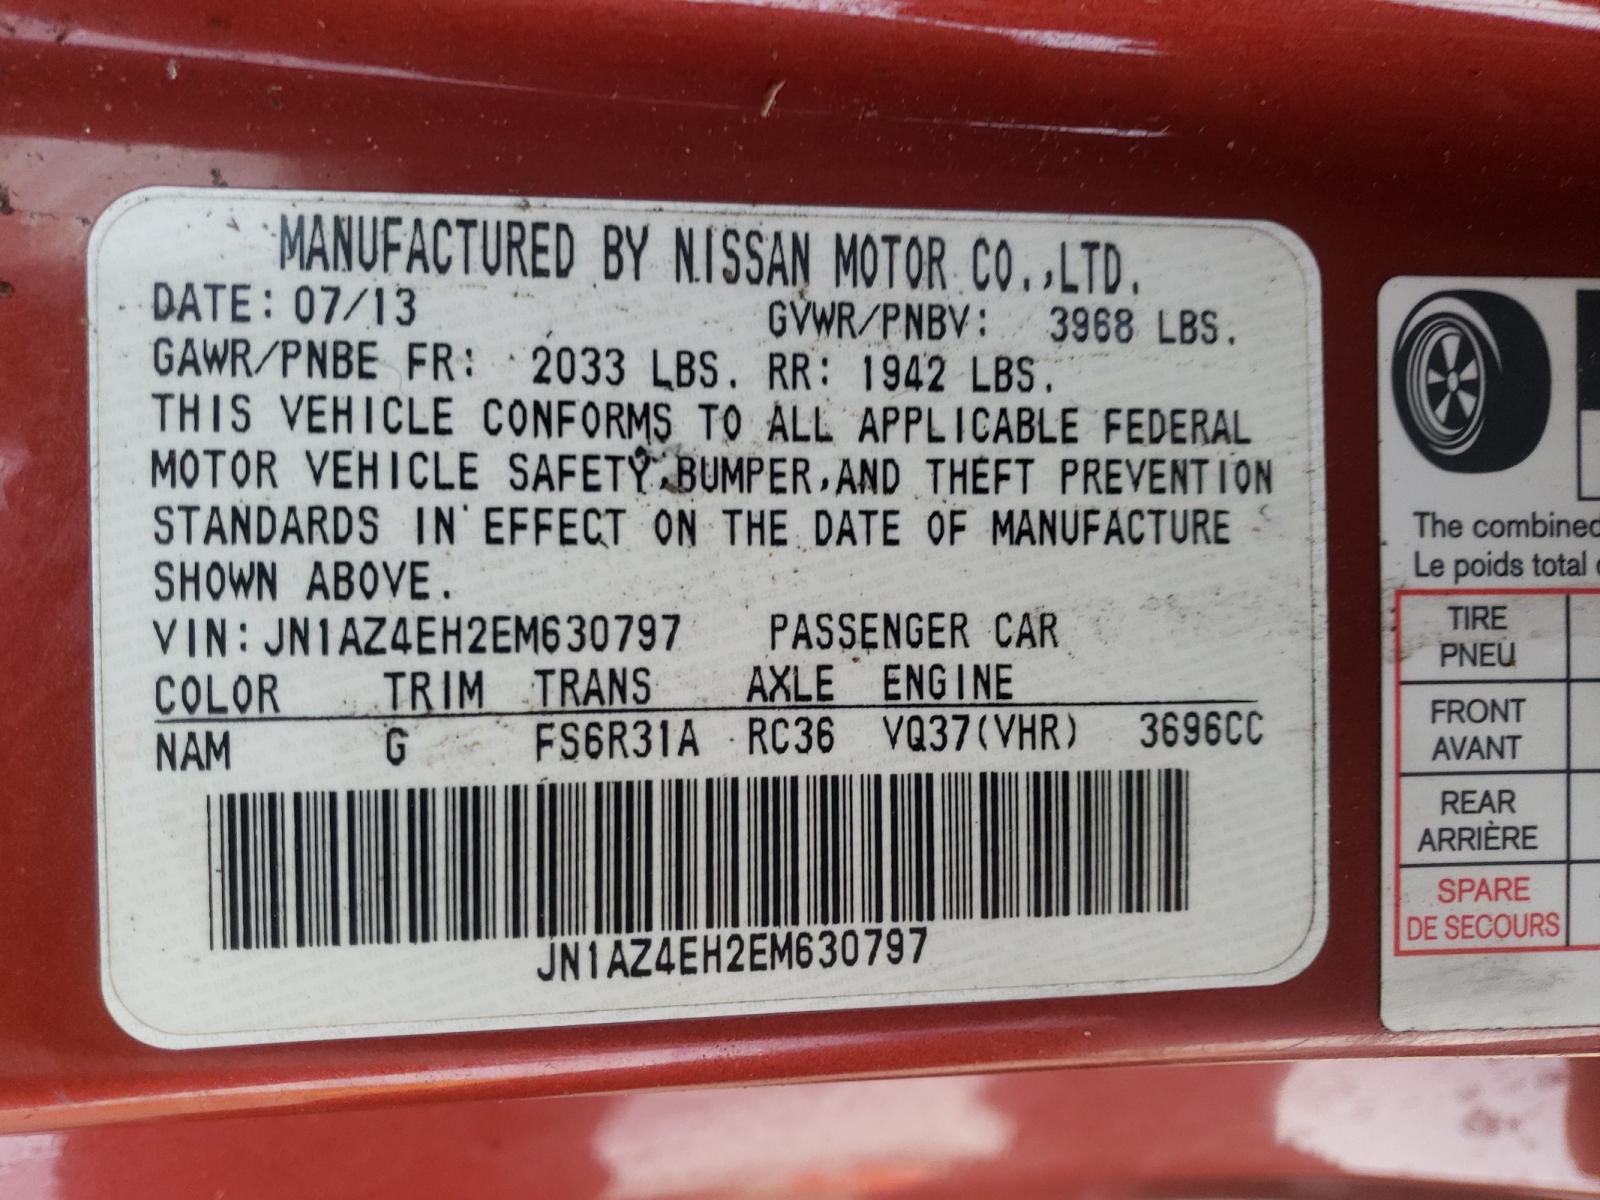 MANUFACTURED BY NISSAN MOTOR CO.,LTD.
DATE: 07/13 GVWR/PNBV: 3968 LBS.
GAWR/PNBE FR: 2033 LBS. RR: 1942 LBS.
THIS VEHICLE CONFORMS TO ALL APPLICABLE FEDERAL
MOTOR VEHICLE SAFETY,BUMPER,AND THEFT PREVENTION
STANDARDS IN EFFECT ON THE DATE OF MANUFACTURE
SHOWN ABOVE.
VIN:JN1AZ4EH2EM630797 PASSENGER CAR
COLOR TRIM TRANS AXLE ENGINE
NAM G FS6R31A RC36 VQ37(VHR) 3696CC
JN1AZ4EH2EM630797
The combined
Le poids total
TIRE
PNEU
FRONT
AVANT
REAR
ARRIÈRE
SPARE
DE SECOURS